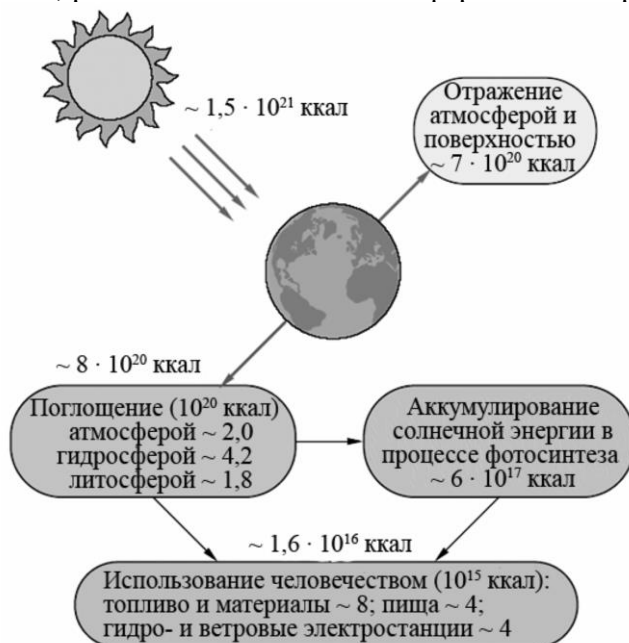 ~ 1,5 · 10²¹ ккал
Отражение
атмосферой и
поверхностью
~ 7 · 10²⁰ ккал
~ 8 · 10²⁰ ккал
Поглощение (10²⁰ ккал)
атмосферой ~ 2,0
гидросферой ~ 4,2
литосферой ~ 1,8
Аккумулирование
солнечной энергии в
процессе фотосинтеза
~ 6 · 10¹⁷ ккал
~ 1,6 · 10¹⁶ ккал
Использование человечеством (10¹⁵ ккал):
топливо и материалы ~ 8; пища ~ 4;
гидро- и ветровые электростанции ~ 4